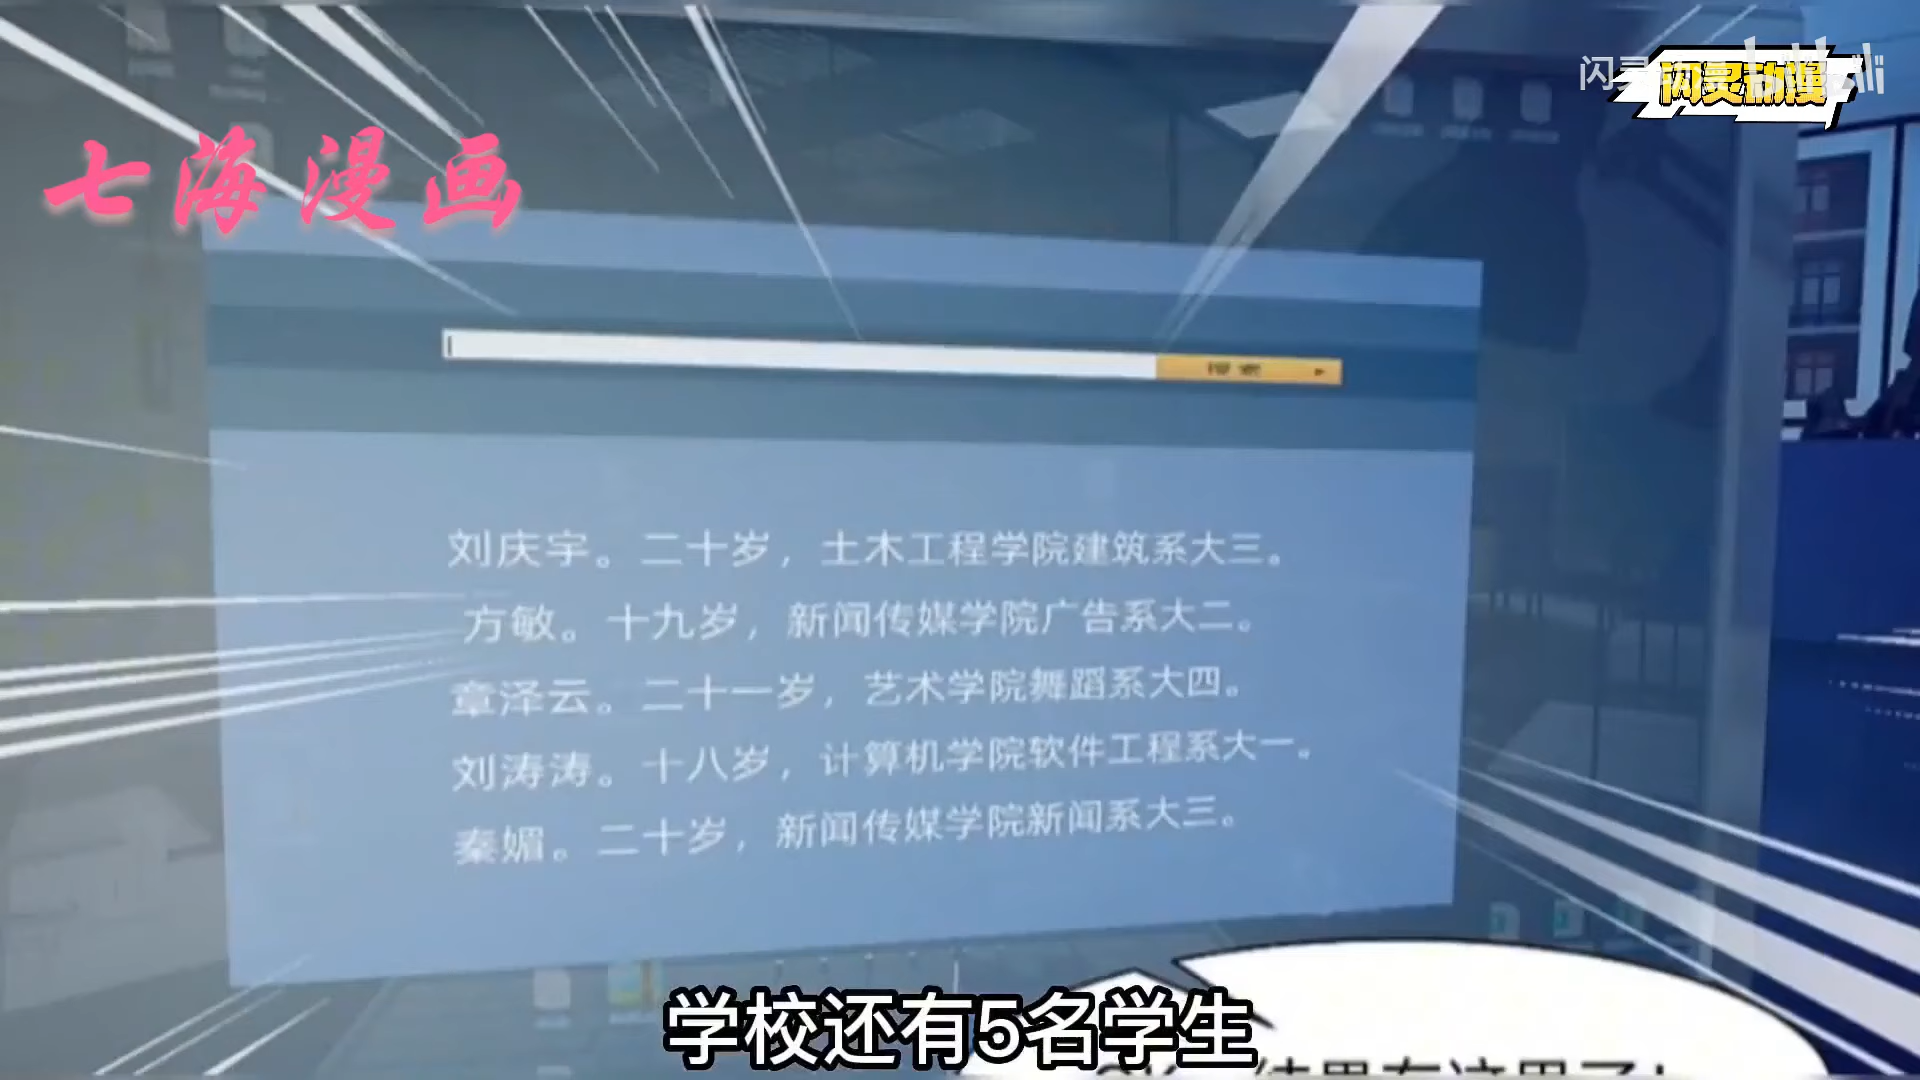 闪灵动漫
七海漫画
搜索
刘庆宇。二十岁，土木工程学院建筑系大三。
方敏。十九岁，新闻传媒学院广告系大二。
章泽云。二十一岁，艺术学院舞蹈系大四。
刘涛涛。十八岁，计算机学院软件工程系大一。
秦媚。二十岁，新闻传媒学院新闻系大三。
学校还有5名学生